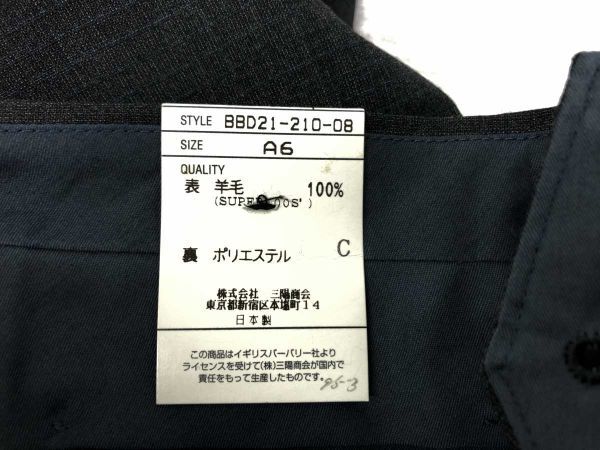 STYLE BBD21-210-08
SIZE A6
QUALITY
表 羊毛 100%
裏 ポリエステル C
株式会社 三陽商会
東京都新宿区本塩町14
日本製
この商品はイギリスバーバリー社より
ライセンスを受けて(株)三陽商会が国内で
責任をもって生産したものです。
95-3